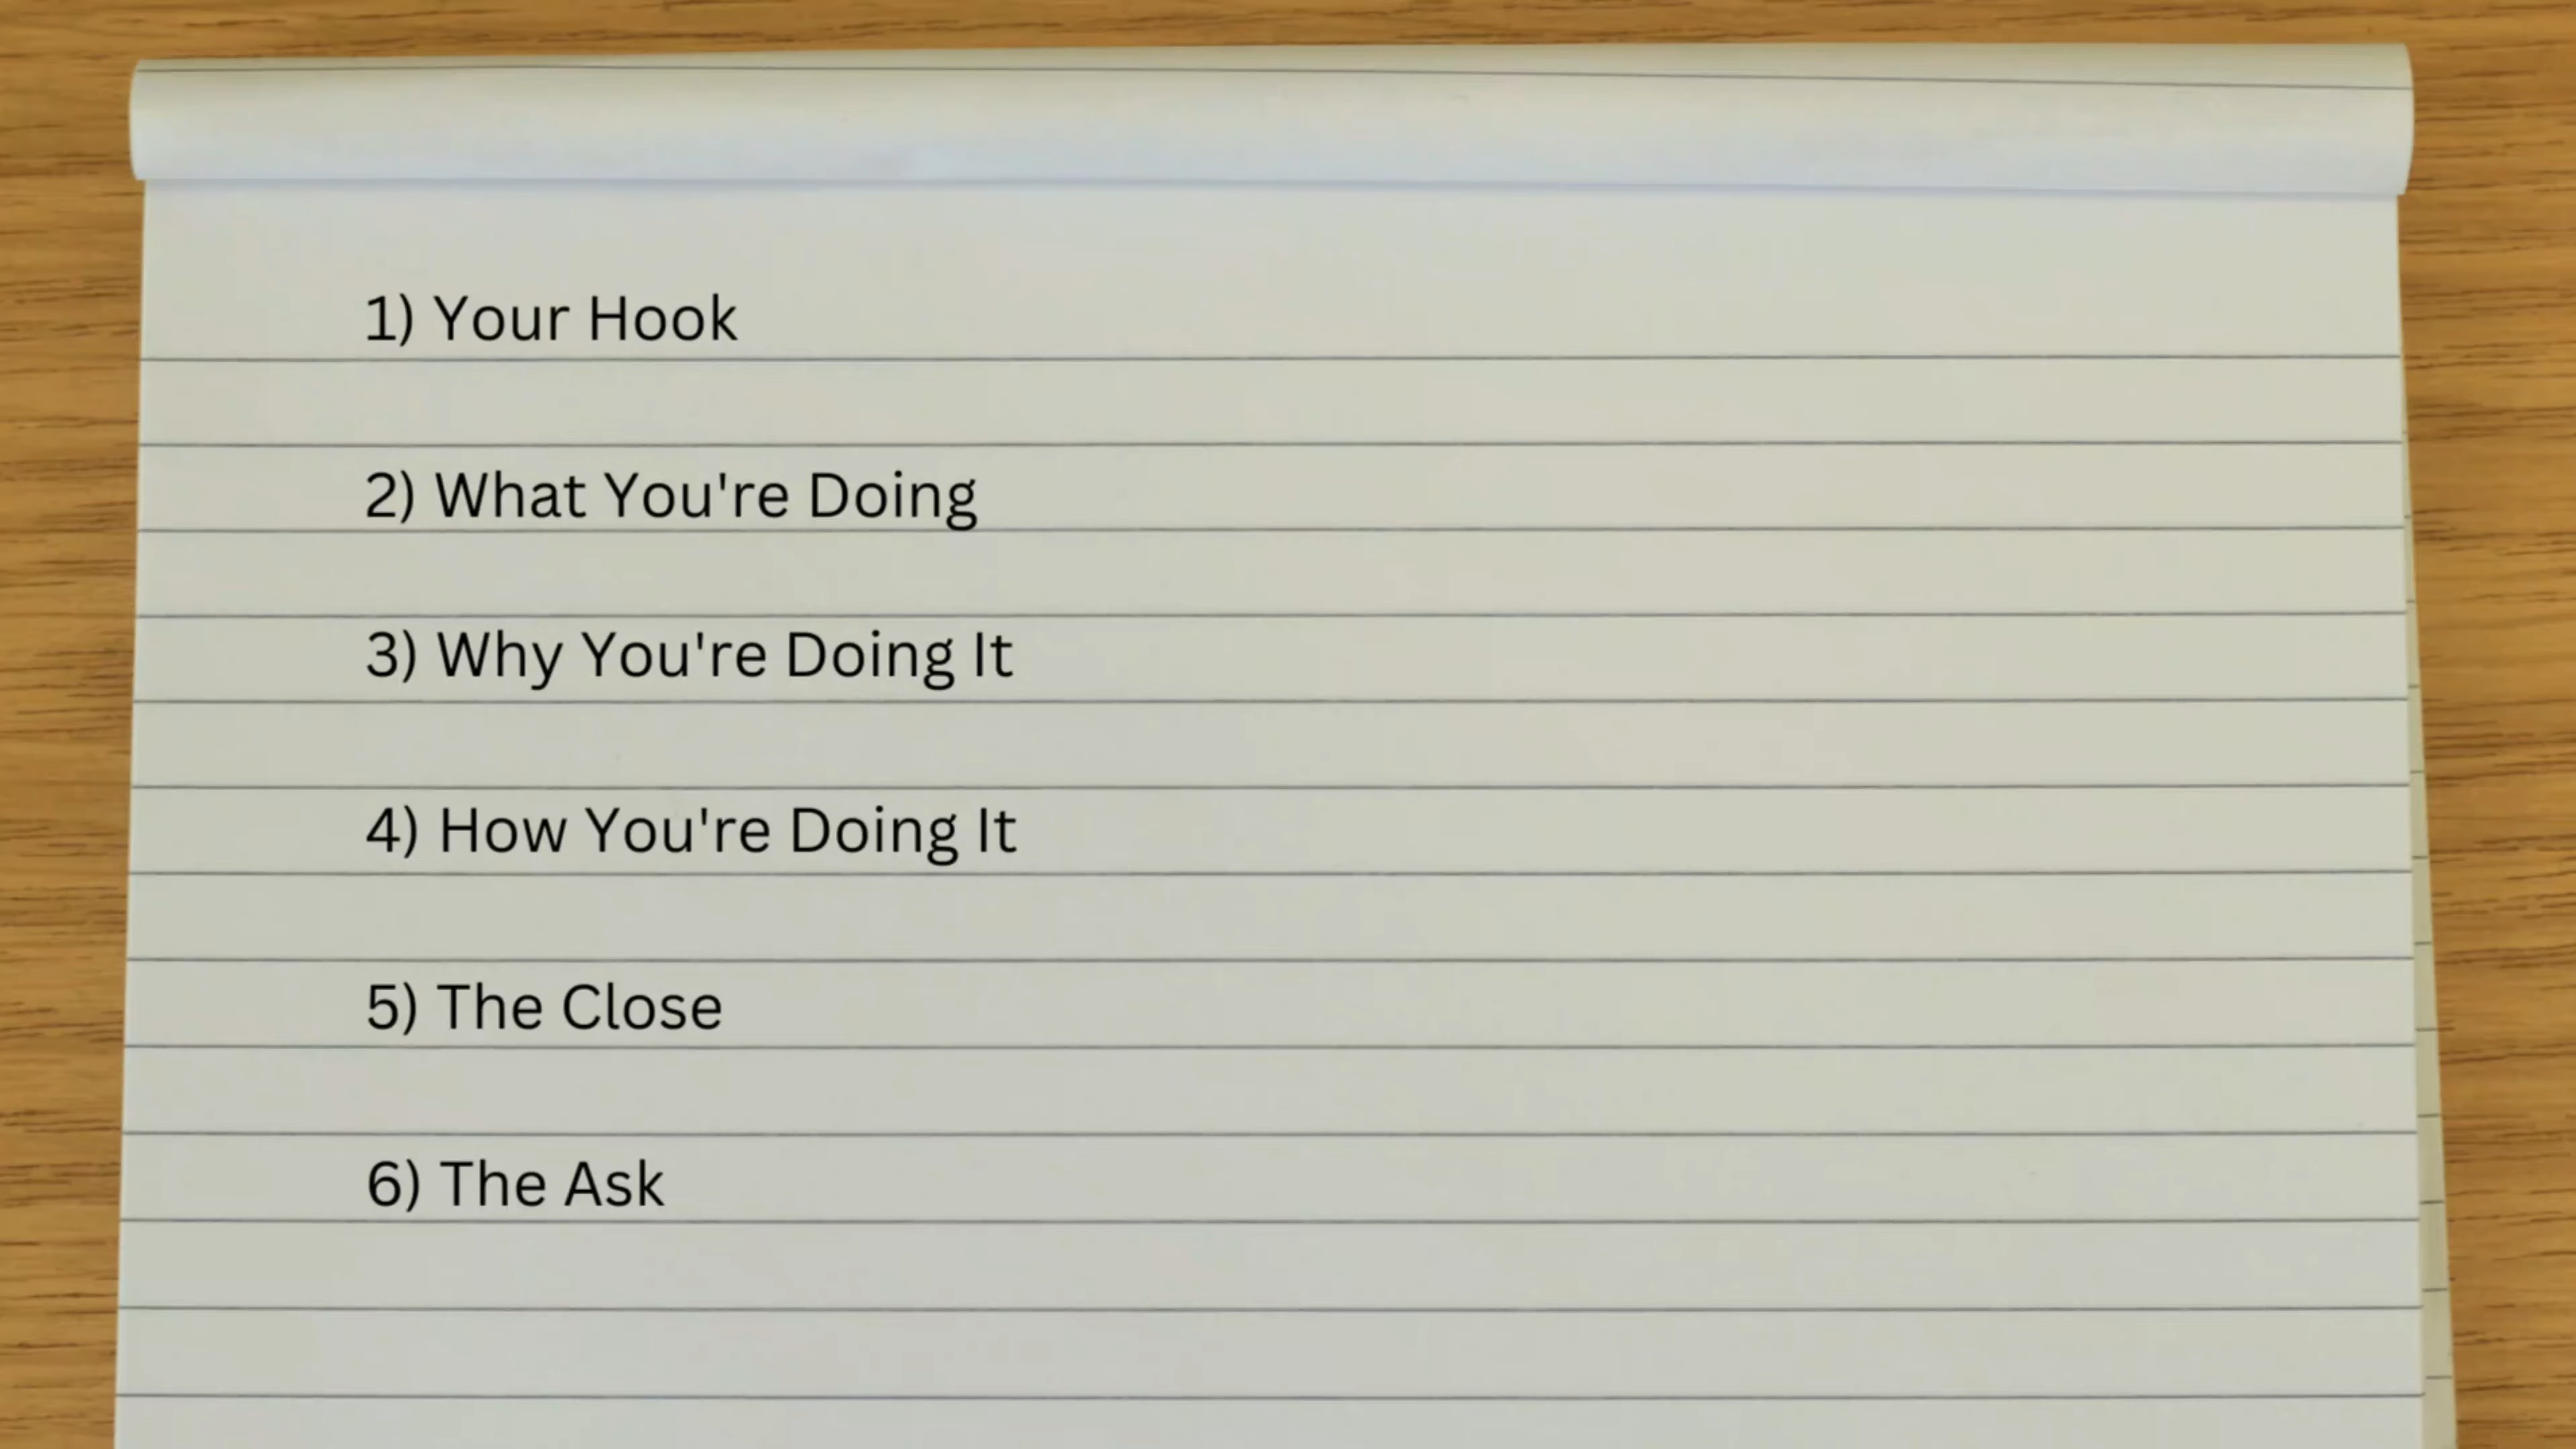 1) Your Hook
2) What You're Doing
3) Why You're Doing It
4) How You're Doing It
5) The Close
6) The Ask